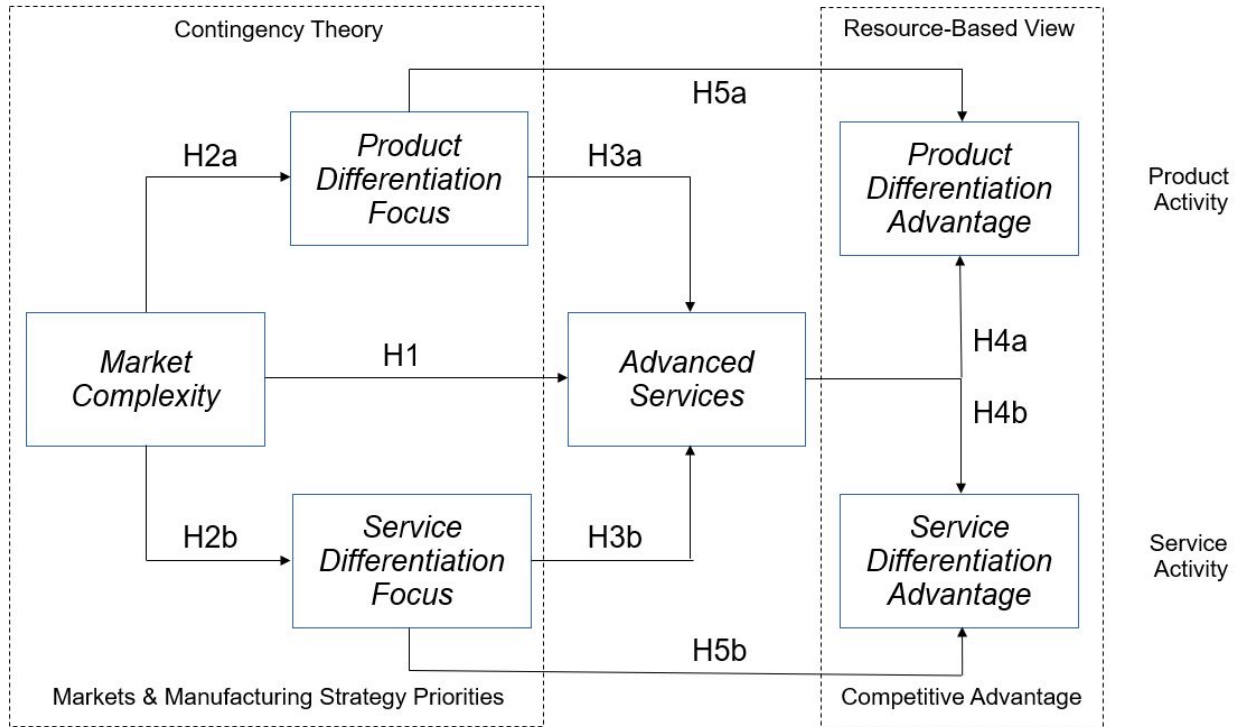 Contingency Theory
Resource-Based View
H5a
H2a
Product
Differentiation
Focus
H3a
Product
Differentiation
Advantage
Product
Activity
Market
Complexity
H1
Advanced
Services
H4a
H4b
H2b
Service
Differentiation
Focus
H3b
Service
Differentiation
Advantage
Service
Activity
H5b
Markets & Manufacturing Strategy Priorities
Competitive Advantage